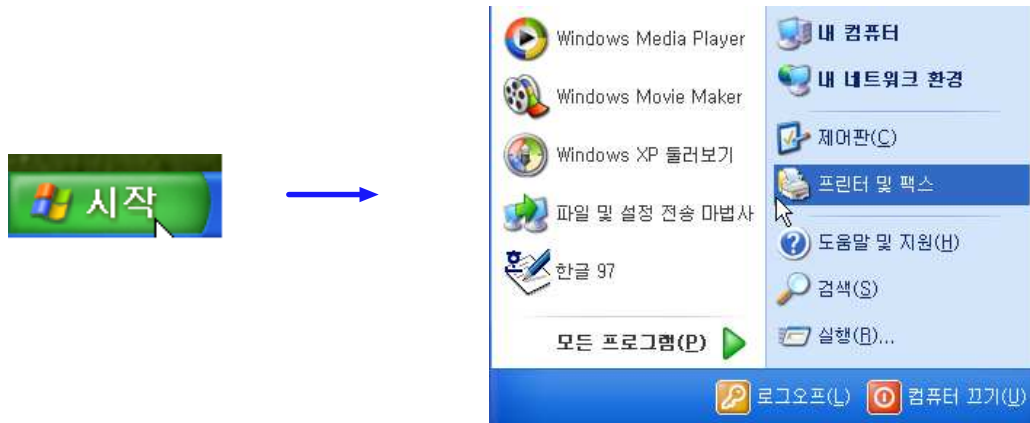 시작
Windows Media Player
Windows Movie Maker
Windows XP 둘러보기
파일 및 설정 전송 마법사
한글 97
모든 프로그램(P)
내 컴퓨터
내 네트워크 환경
제어판(C)
프린터 및 팩스
도움말 및 지원(H)
검색(S)
실행(R)...
로그오프(L) 컴퓨터 끄기(U)